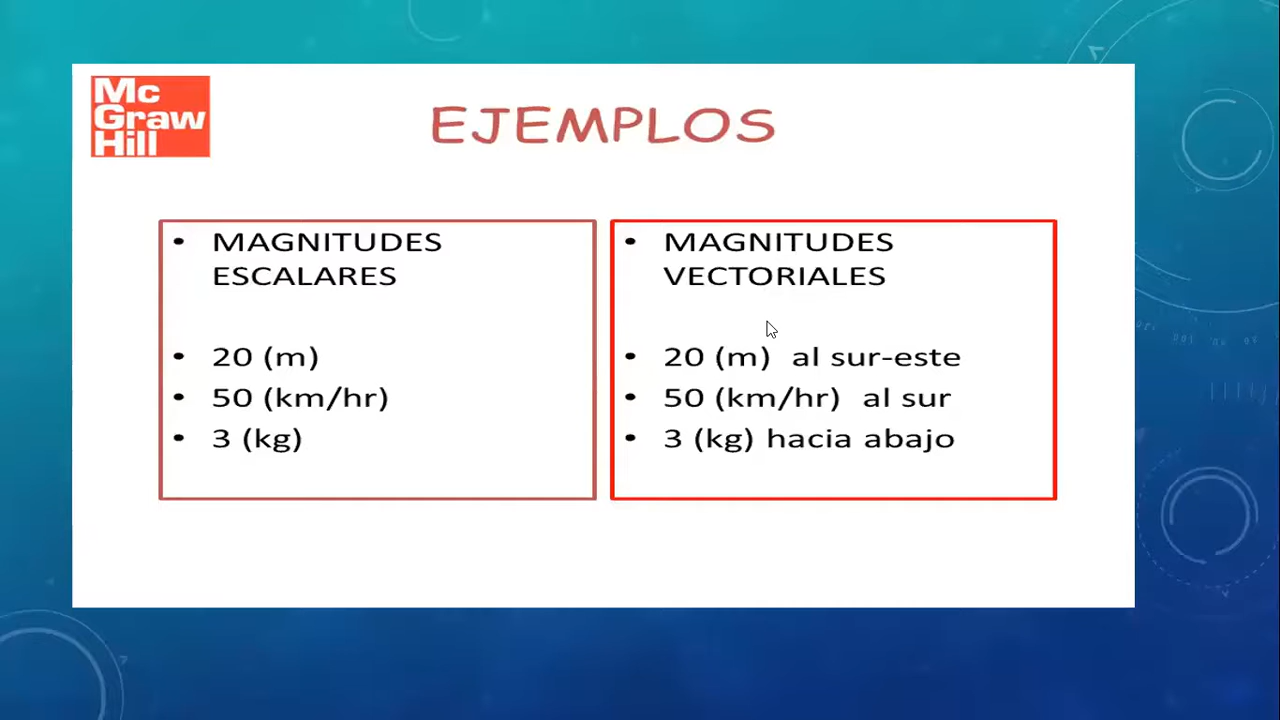 Mc
Graw
Hill
EJEMPLOS
• MAGNITUDES
ESCALARES
• 20 (m)
• 50 (km/hr)
• 3 (kg)
• MAGNITUDES
VECTORIALES
• 20 (m) al sur-este
• 50 (km/hr) al sur
• 3 (kg) hacia abajo